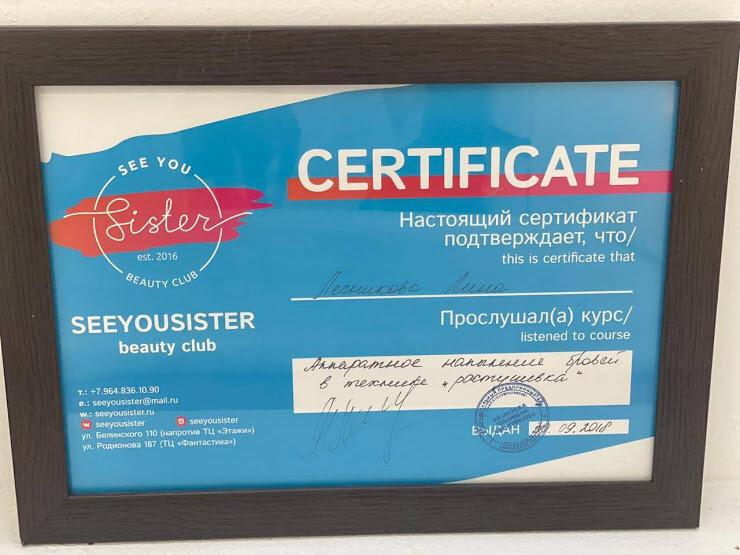 SEE YOU
Sister
est. 2016
BEAUTY CLUB
SEEYOUSISTER
beauty club
т.: +7.964.836.10.90
e.: seeyousister@mail.ru
w.: seeyousister.ru
seeyousister seeyousister
ул. Белинского 110 (напротив ТЦ «Этажи»)
ул. Родионова 187 (ТЦ «Фантастика»)
CERTIFICATE
Настоящий сертификат
подтверждает, что/
this is certificate that
Лесникова Лина
Прослушал(а) курс/
listened to course
Аппаратное напыление бровей
в технике „растушевка“
ВЫДАН 09.2018